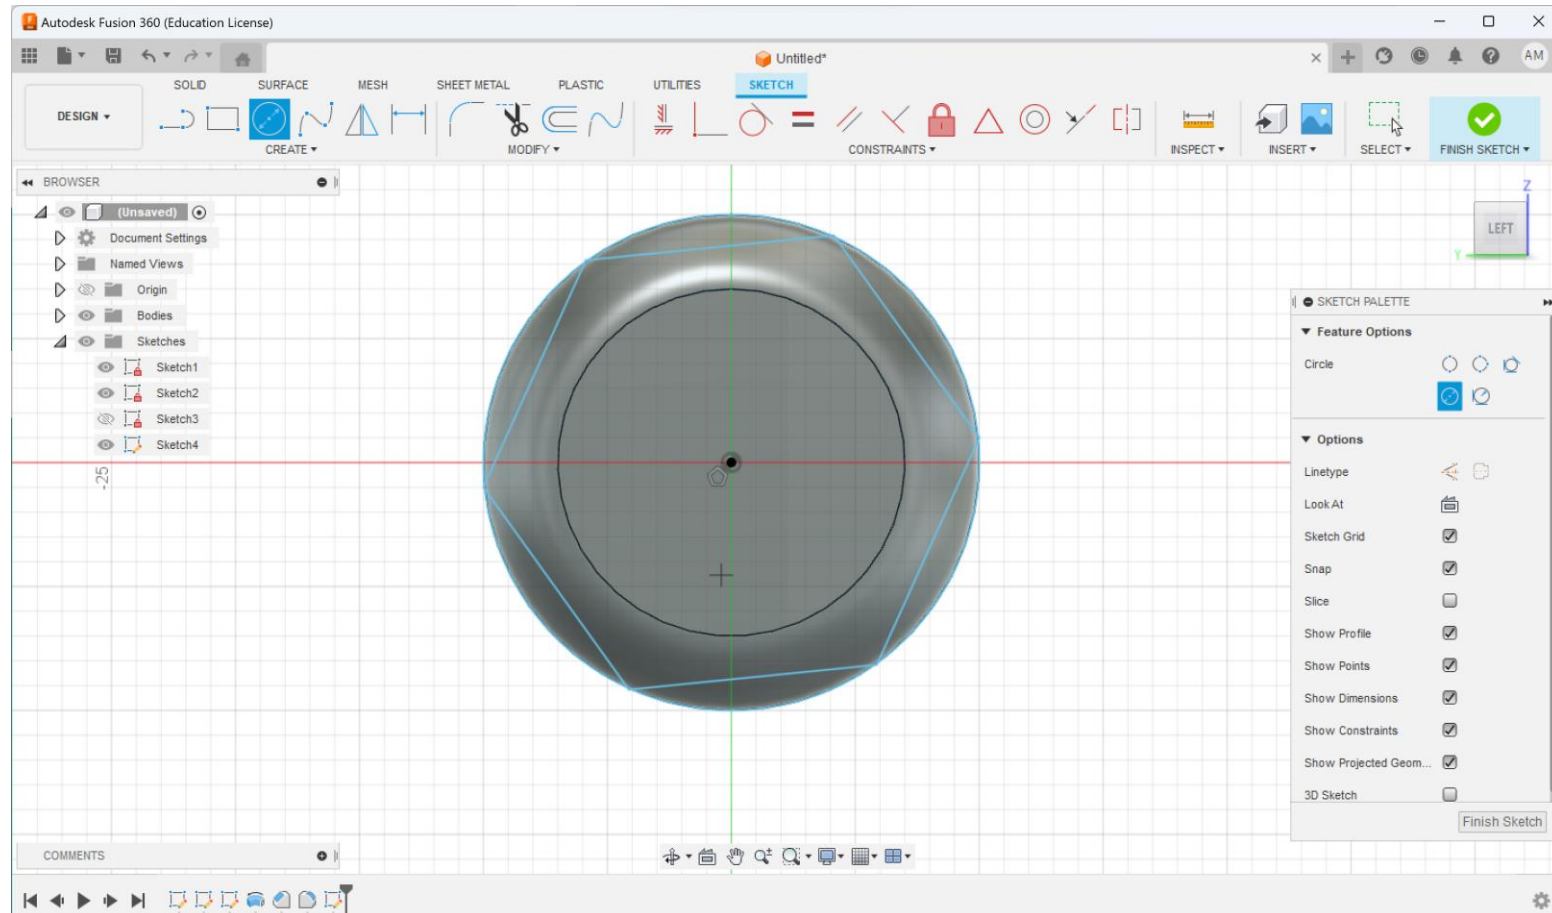 Autodesk Fusion 360 (Education License)
Untitled*
AM
SOLID SURFACE MESH SHEET METAL PLASTIC UTILITIES SKETCH
DESIGN
CREATE MODIFY CONSTRAINTS INSPECT INSERT SELECT FINISH SKETCH
BROWSER
(Unsaved)
Document Settings
Named Views
Origin
Bodies
Sketches
Sketch1
Sketch2
Sketch3
Sketch4
-25
Z
LEFT
Y
SKETCH PALETTE
Feature Options
Circle
Options
Linetype
Look At
Sketch Grid
Snap
Slice
Show Profile
Show Points
Show Dimensions
Show Constraints
Show Projected Geom...
3D Sketch
Finish Sketch
COMMENTS